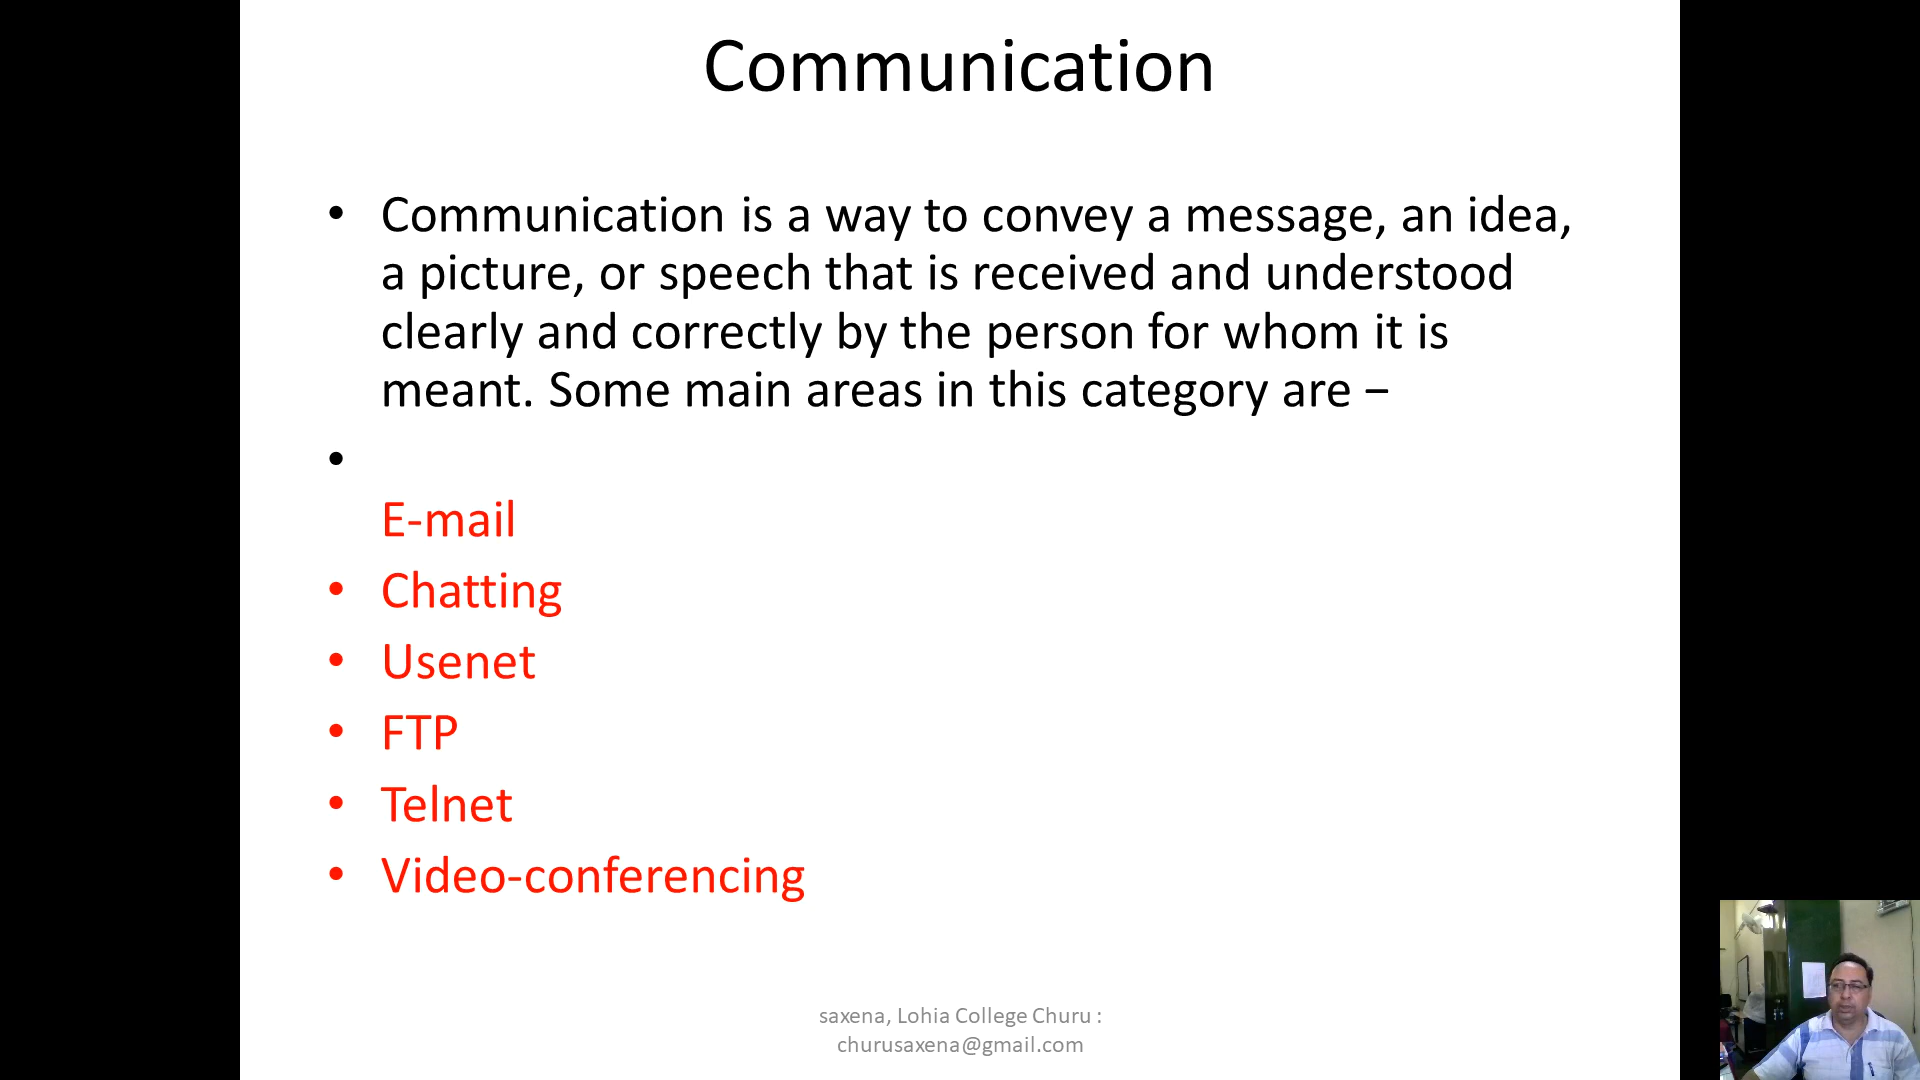 Communication
• Communication is a way to convey a message, an idea,
a picture, or speech that is received and understood
clearly and correctly by the person for whom it is
meant. Some main areas in this category are −
•
E-mail
• Chatting
• Usenet
• FTP
• Telnet
• Video-conferencing
saxena, Lohia College Churu :
churusaxena@gmail.com